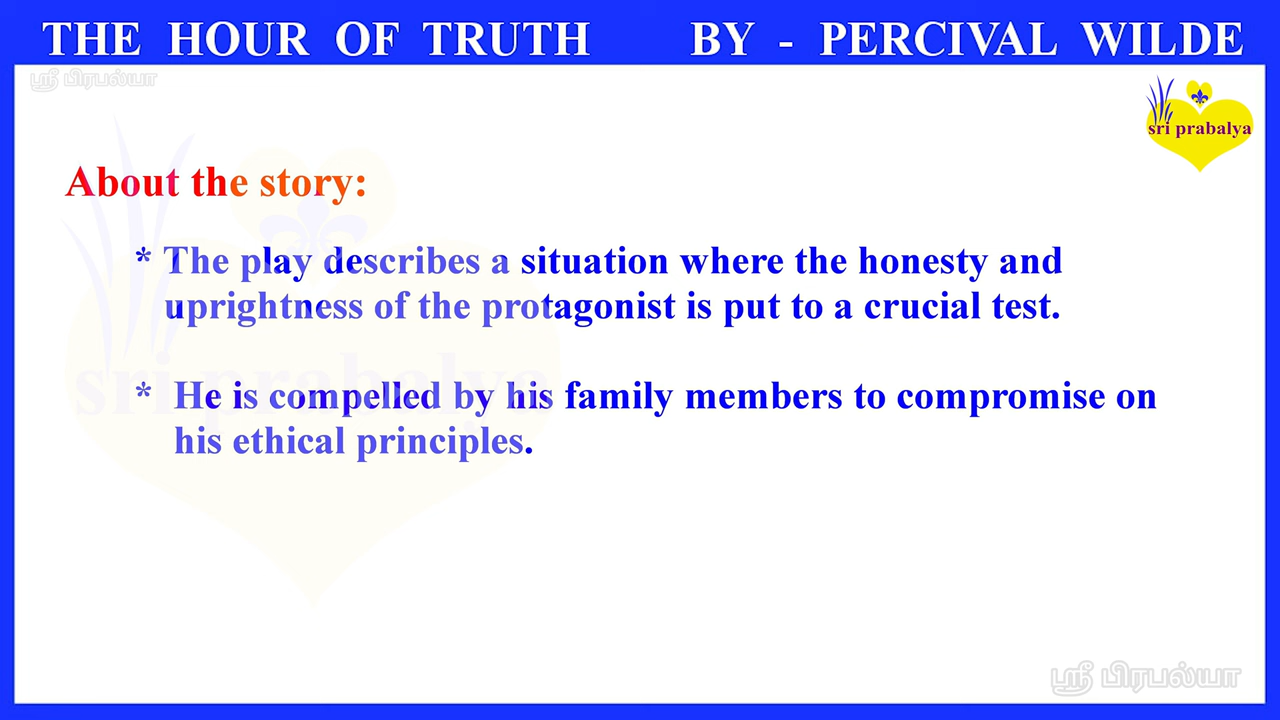 THE HOUR OF TRUTH BY - PERCIVAL WILDE
ஸ்ரீ பிரபல்யா
sri prabalya
About the story:
* The play describes a situation where the honesty and
uprightness of the protagonist is put to a crucial test.
sri prabalya
* He is compelled by his family members to compromise on
his ethical principles.
ஸ்ரீ பிரபல்யா